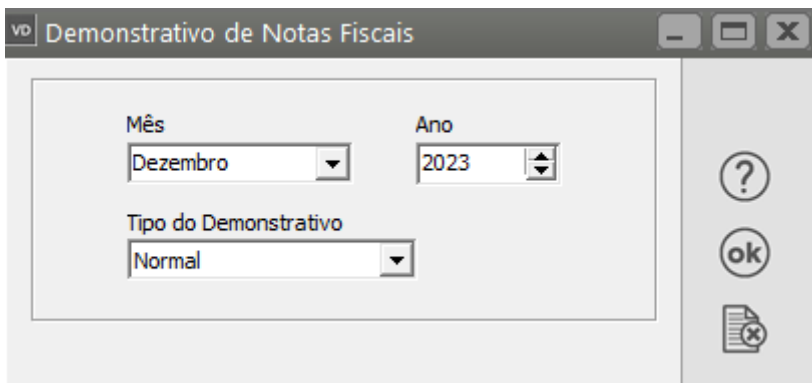 VD Demonstrativo de Notas Fiscais
Mês Ano
Dezembro 2023
Tipo do Demonstrativo
Normal
?
ok